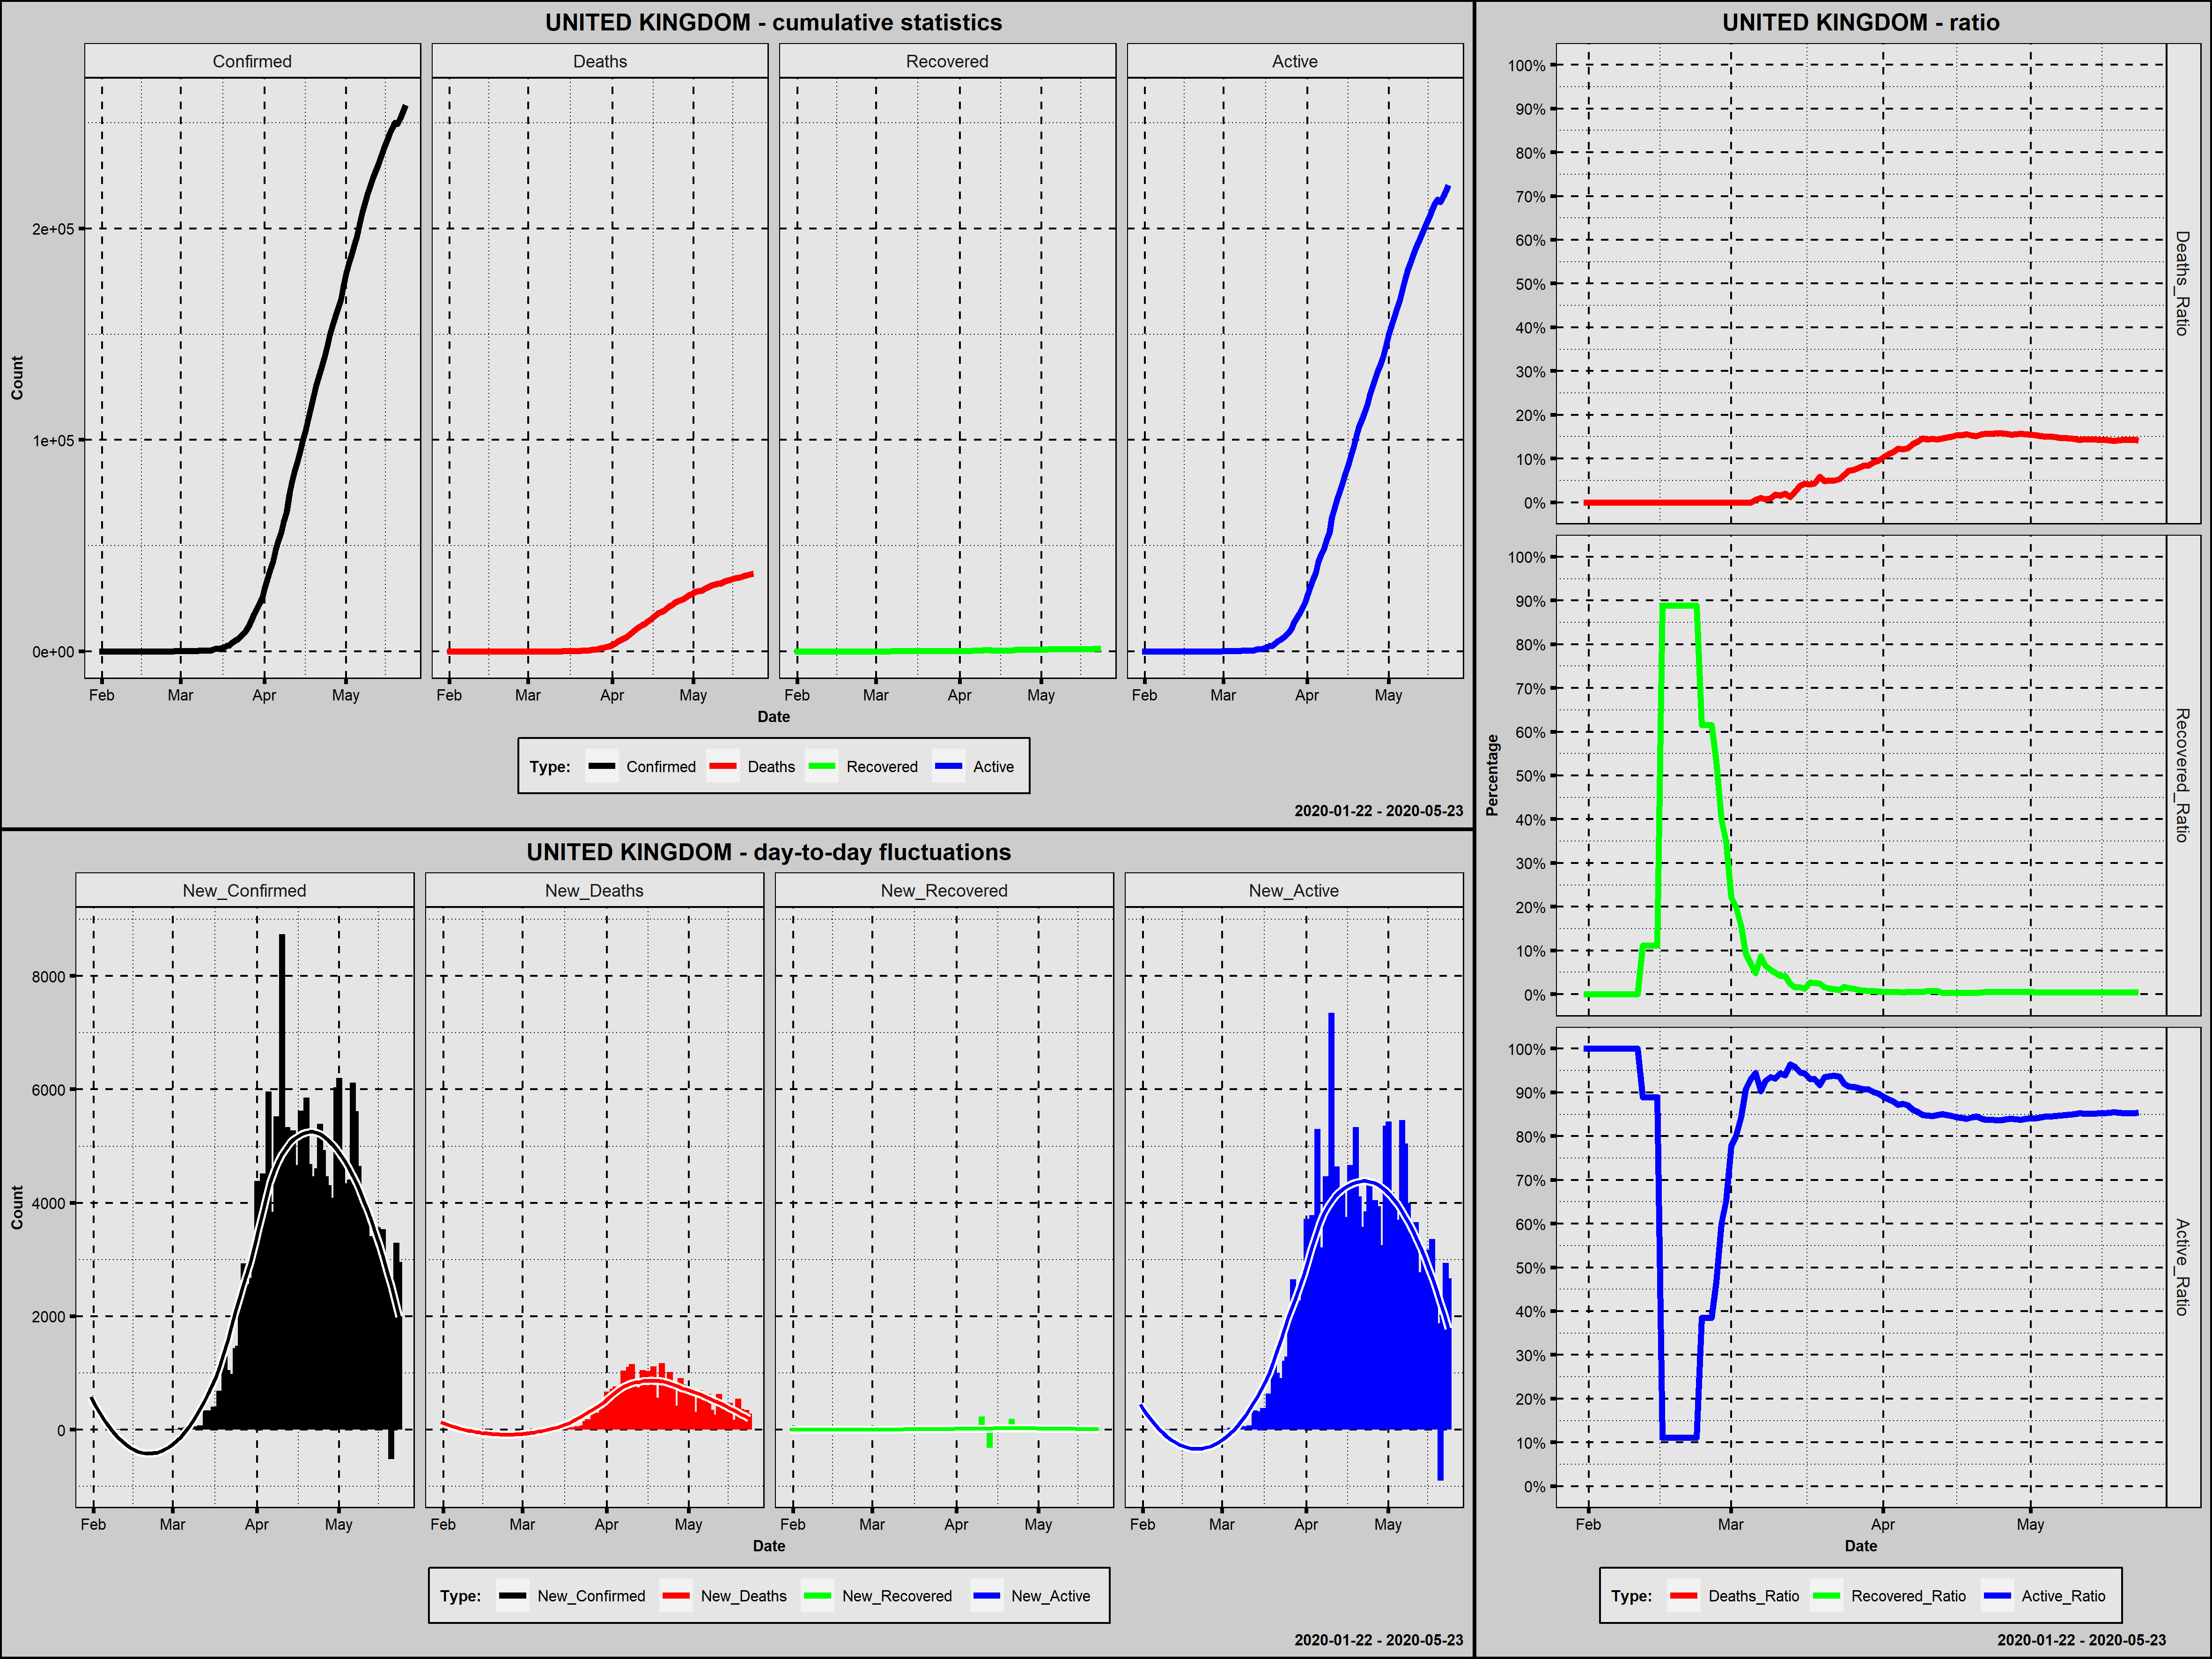 UNITED KINGDOM - cumulative statistics
Confirmed Deaths Recovered Active
Count
2e+05
1e+05
0e+00
Feb Mar Apr May Feb Mar Apr May Feb Mar Apr May Feb Mar Apr May
Date
Type: Confirmed Deaths Recovered Active
2020-01-22 - 2020-05-23
UNITED KINGDOM - day-to-day fluctuations
New_Confirmed New_Deaths New_Recovered New_Active
Count
8000
6000
4000
2000
0
Feb Mar Apr May Feb Mar Apr May Feb Mar Apr May Feb Mar Apr May
Date
Type: New_Confirmed New_Deaths New_Recovered New_Active
2020-01-22 - 2020-05-23
UNITED KINGDOM - ratio
Percentage
100%
90%
80%
70%
60%
50%
40%
30%
20%
10%
0%
Deaths_Ratio
100%
90%
80%
70%
60%
50%
40%
30%
20%
10%
0%
Recovered_Ratio
100%
90%
80%
70%
60%
50%
40%
30%
20%
10%
0%
Active_Ratio
Feb Mar Apr May
Date
Type: Deaths_Ratio Recovered_Ratio Active_Ratio
2020-01-22 - 2020-05-23